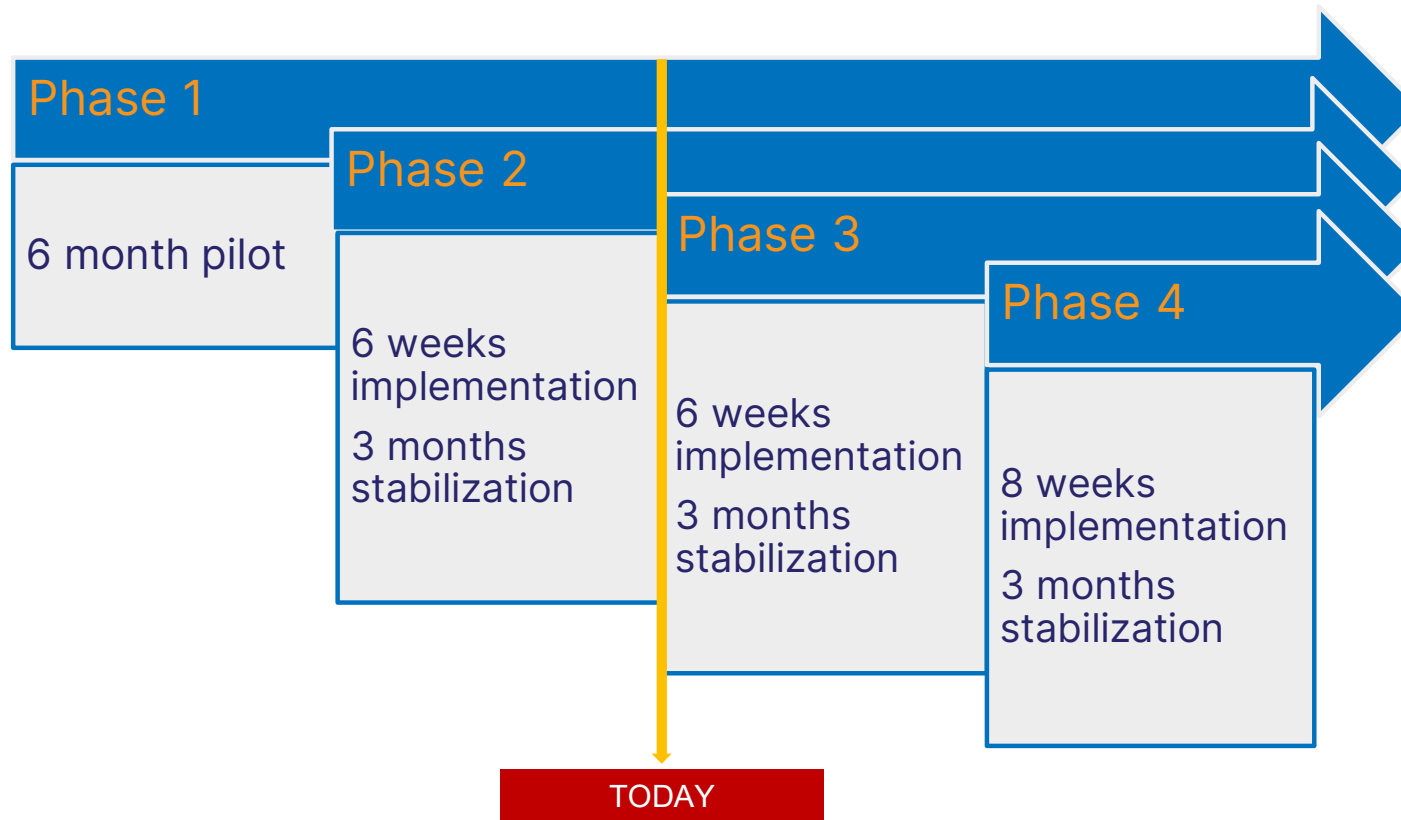 Phase 1
6 month pilot
Phase 2
6 weeks
implementation
3 months
stabilization
Phase 3
6 weeks
implementation
3 months
stabilization
Phase 4
8 weeks
implementation
3 months
stabilization
TODAY